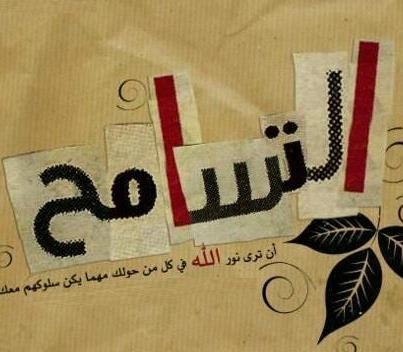 التسامح
أن ترى نور الله في كل من حولك مهما يكن سلوكهم معك